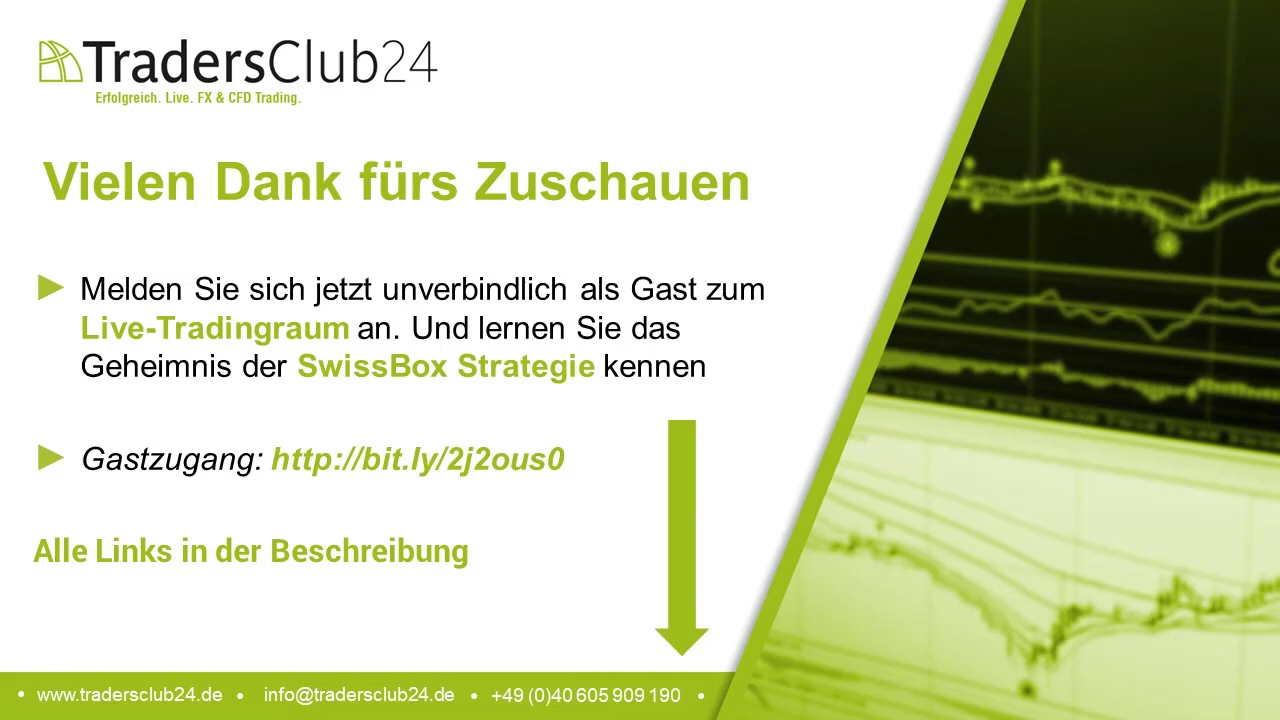 TradersClub24
Erfolgreich. Live. FX & CFD Trading.
Vielen Dank fürs Zuschauen
► Melden Sie sich jetzt unverbindlich als Gast zum
Live-Tradingraum an. Und lernen Sie das
Geheimnis der SwissBox Strategie kennen
► Gastzugang: http://bit.ly/2j2ous0
Alle Links in der Beschreibung
• www.tradersclub24.de • info@tradersclub24.de • +49 (0)40 605 909 190 •